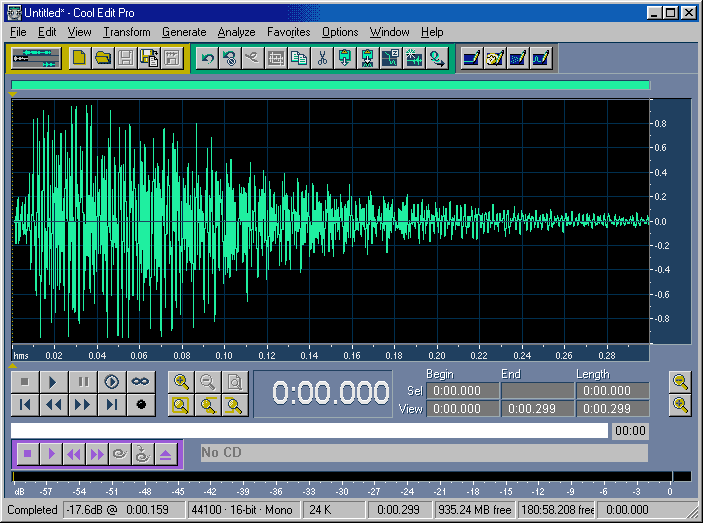 Untitled* - Cool Edit Pro
File Edit View Transform Generate Analyze Favorites Options Window Help
0.8
0.6
0.4
0.2
0.0
-0.2
-0.4
-0.6
-0.8
hms 0.02 0.04 0.06 0.08 0.10 0.12 0.14 0.16 0.18 0.20 0.22 0.24 0.26 0.28
0:00.000
Begin End Length
Sel 0:00.000 0:00.000
View 0:00.000 0:00.299 0:00.299
00:00
No CD
dB -57 -54 -51 -48 -45 -42 -39 -36 -33 -30 -27 -24 -21 -18 -15 -12 -9 -6 -3 0
Completed -17.6dB @ 0:00.159 44100 · 16-bit · Mono 24 K 0:00.299 935.24 MB free 180:58.208 free 0:00.000